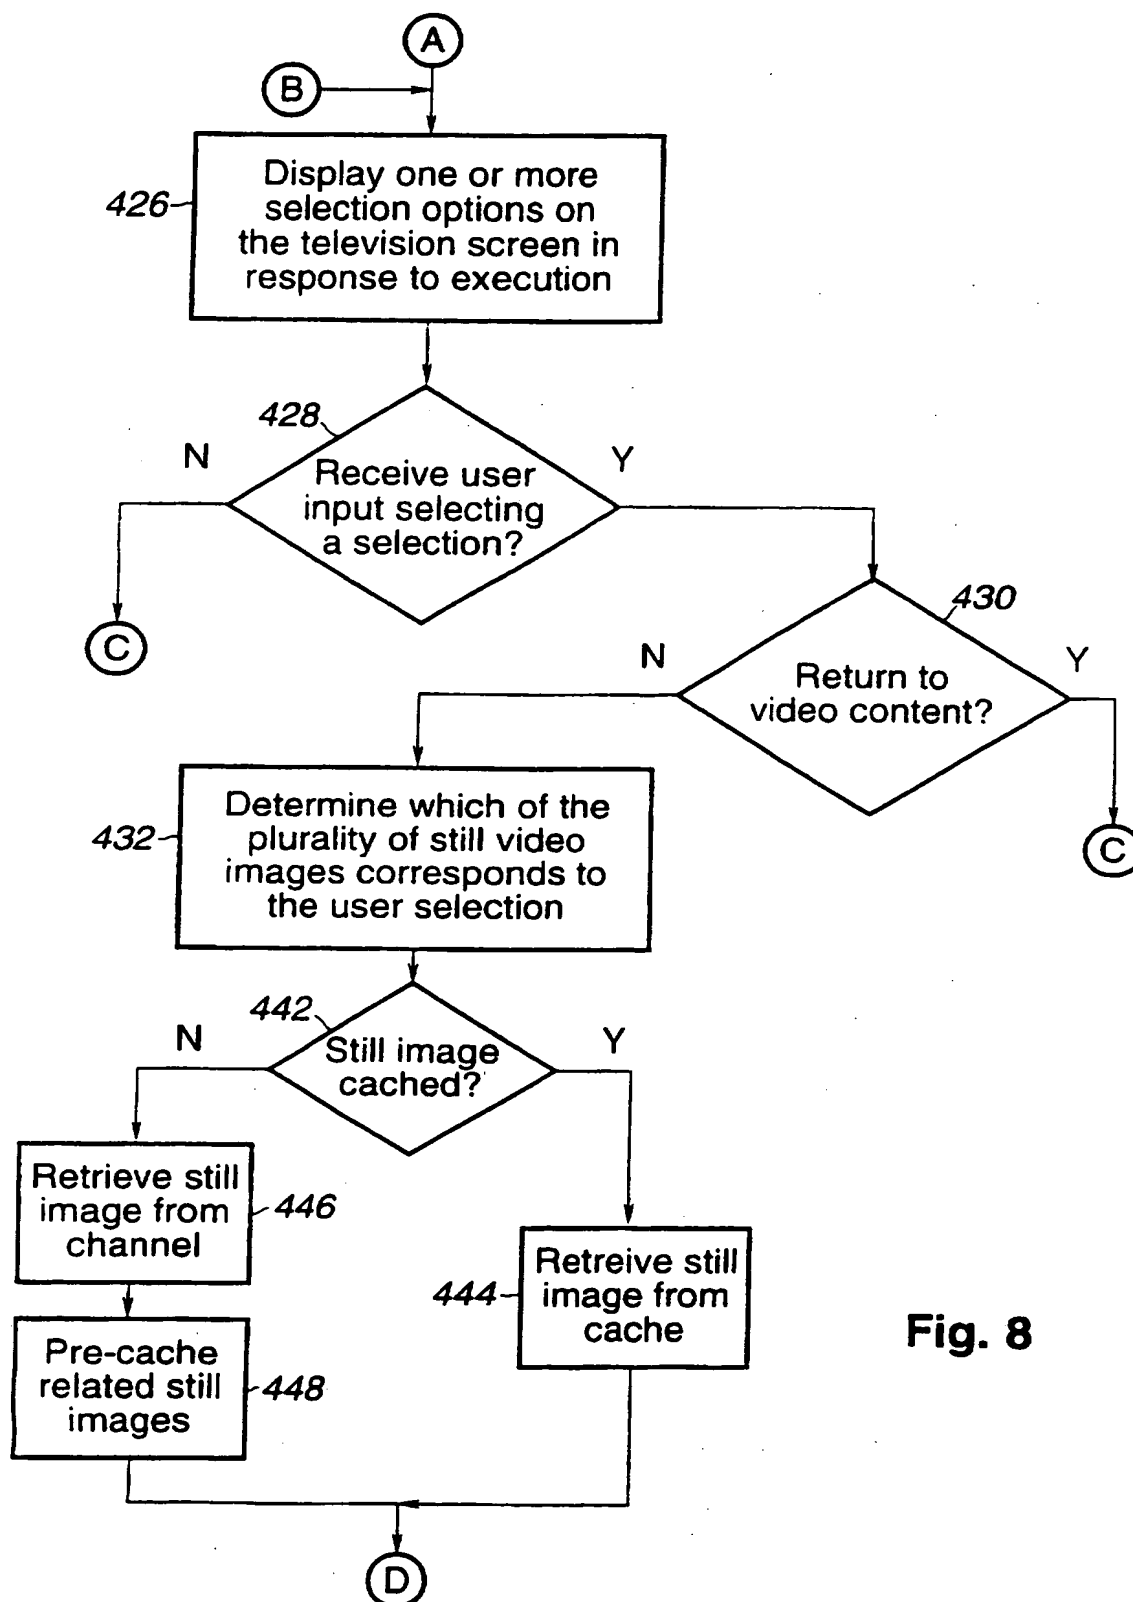 A
B
Display one or more
selection options on
the television screen in
response to execution
426
428
N
Y
Receive user
input selecting
a selection?
C
430
N
Y
Return to
video content?
C
432
Determine which of the
plurality of still video
images corresponds to
the user selection
442
N
Y
Still image
cached?
Retrieve still
image from
channel
446
444
Retreive still
image from
cache
Pre-cache
related still
images
448
Fig. 8
D